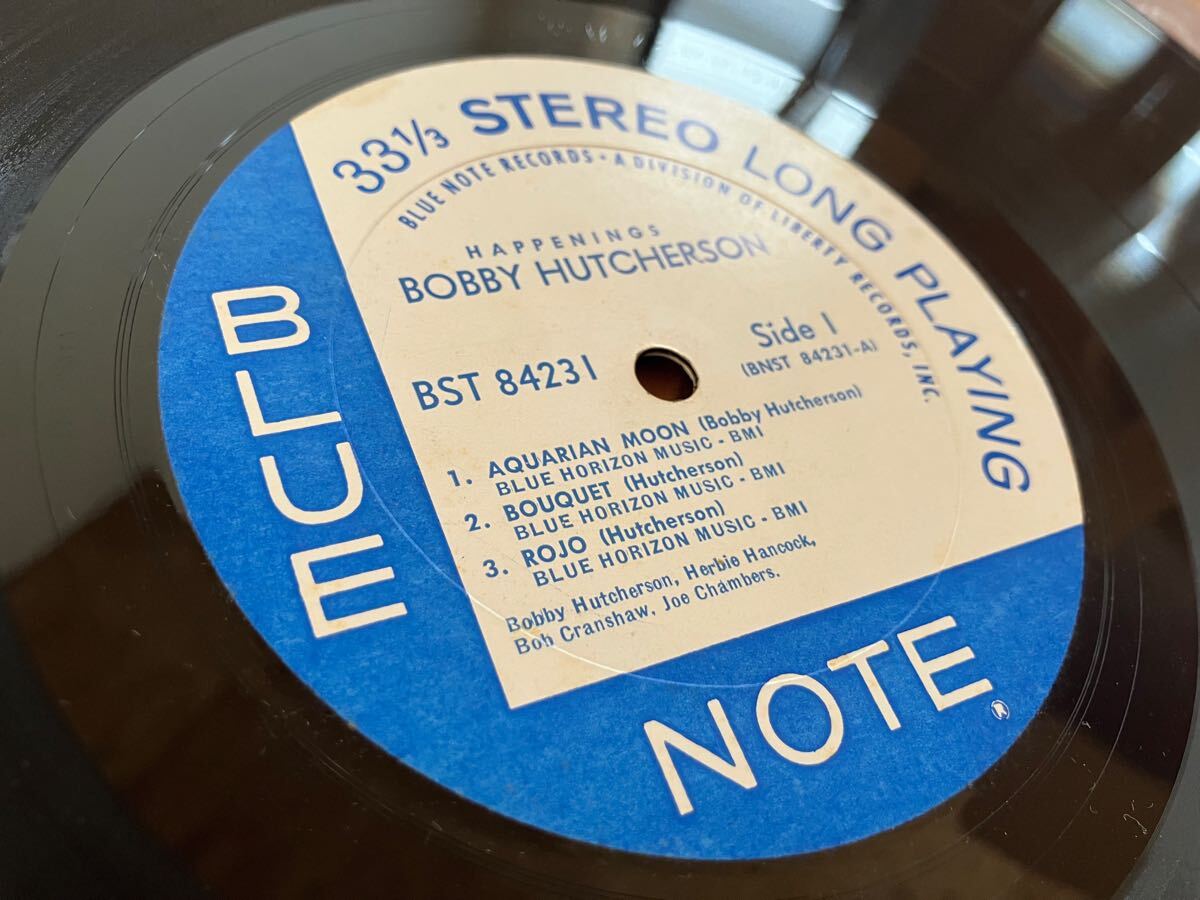 33⅓ STEREO LONG PLAYING
BLUE NOTE RECORDS • A DIVISION OF LIBERTY RECORDS, INC.
HAPPENINGS
BOBBY HUTCHERSON
BST 84231
Side 1
(BNST 84231-A)
1. AQUARIAN MOON (Bobby Hutcherson)
BLUE HORIZON MUSIC - BMI
2. BOUQUET (Hutcherson)
BLUE HORIZON MUSIC - BMI
3. ROJO (Hutcherson)
BLUE HORIZON MUSIC - BMI
Bobby Hutcherson, Herbie Hancock,
Bob Cranshaw, Joe Chambers.
BLUE
NOTE®